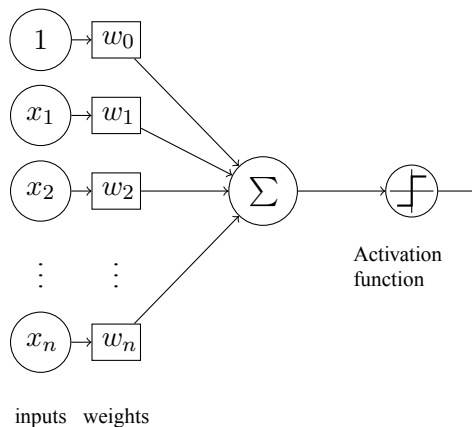 1 w₀
x₁ w₁
x₂ w₂
Σ
Activation
function
⋮ ⋮
xₙ wₙ
inputs weights